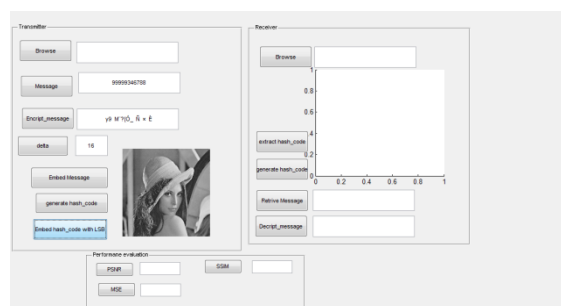 Transmitter
Browse
Message 99999346788
Encript_message
delta 16
Embed Message
generate hash_code
Embed hash_code with LSB
Receiver
Browse
1
0.8
0.6
0.4
0.2
0
0 0.2 0.4 0.6 0.8 1
extract hash_code
generate hash_code
Retrive Message
Decript_message
Performane evaluation
PSNR
SSIM
MSE